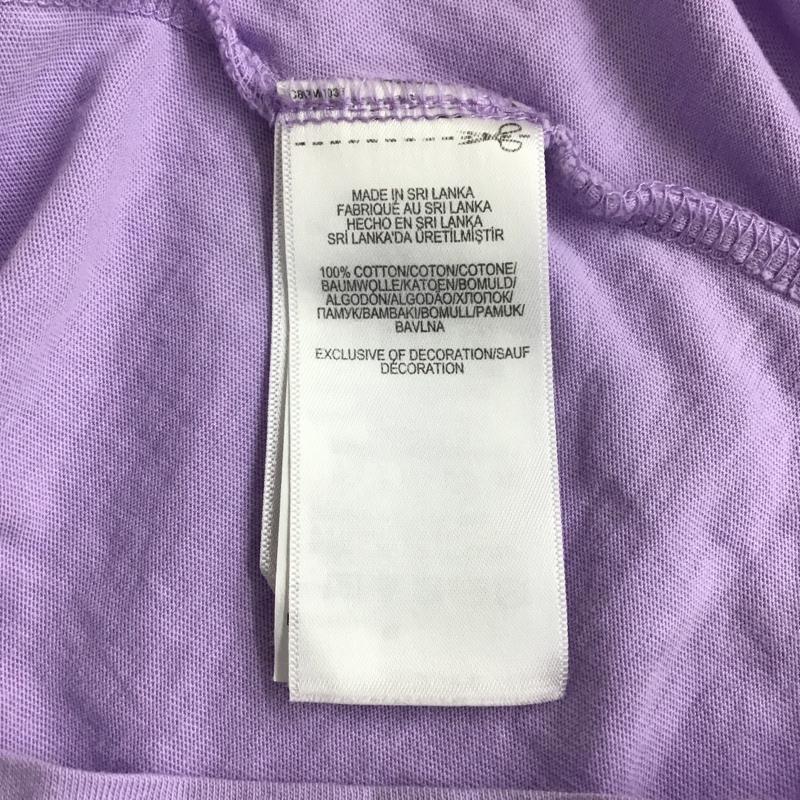 MADE IN SRI LANKA
FABRIQUÉ AU SRI LANKA
HECHO EN SRI LANKA
SRİ LANKA'DA ÜRETİLMİŞTİR
100% COTTON/COTON/COTONE/
BAUMWOLLE/KATOEN/BOMULD/
ALGODÓN/ALGODÃO/ХЛОПОК/
ПАМУК/BAMBAKI/BOMULL/PAMUK/
BAVLNA
EXCLUSIVE OF DECORATION/SAUF
DÉCORATION